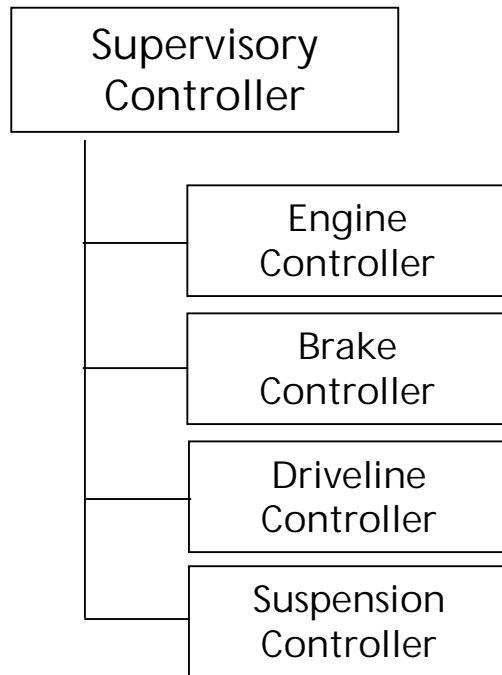 Supervisory
Controller
Engine
Controller
Brake
Controller
Driveline
Controller
Suspension
Controller